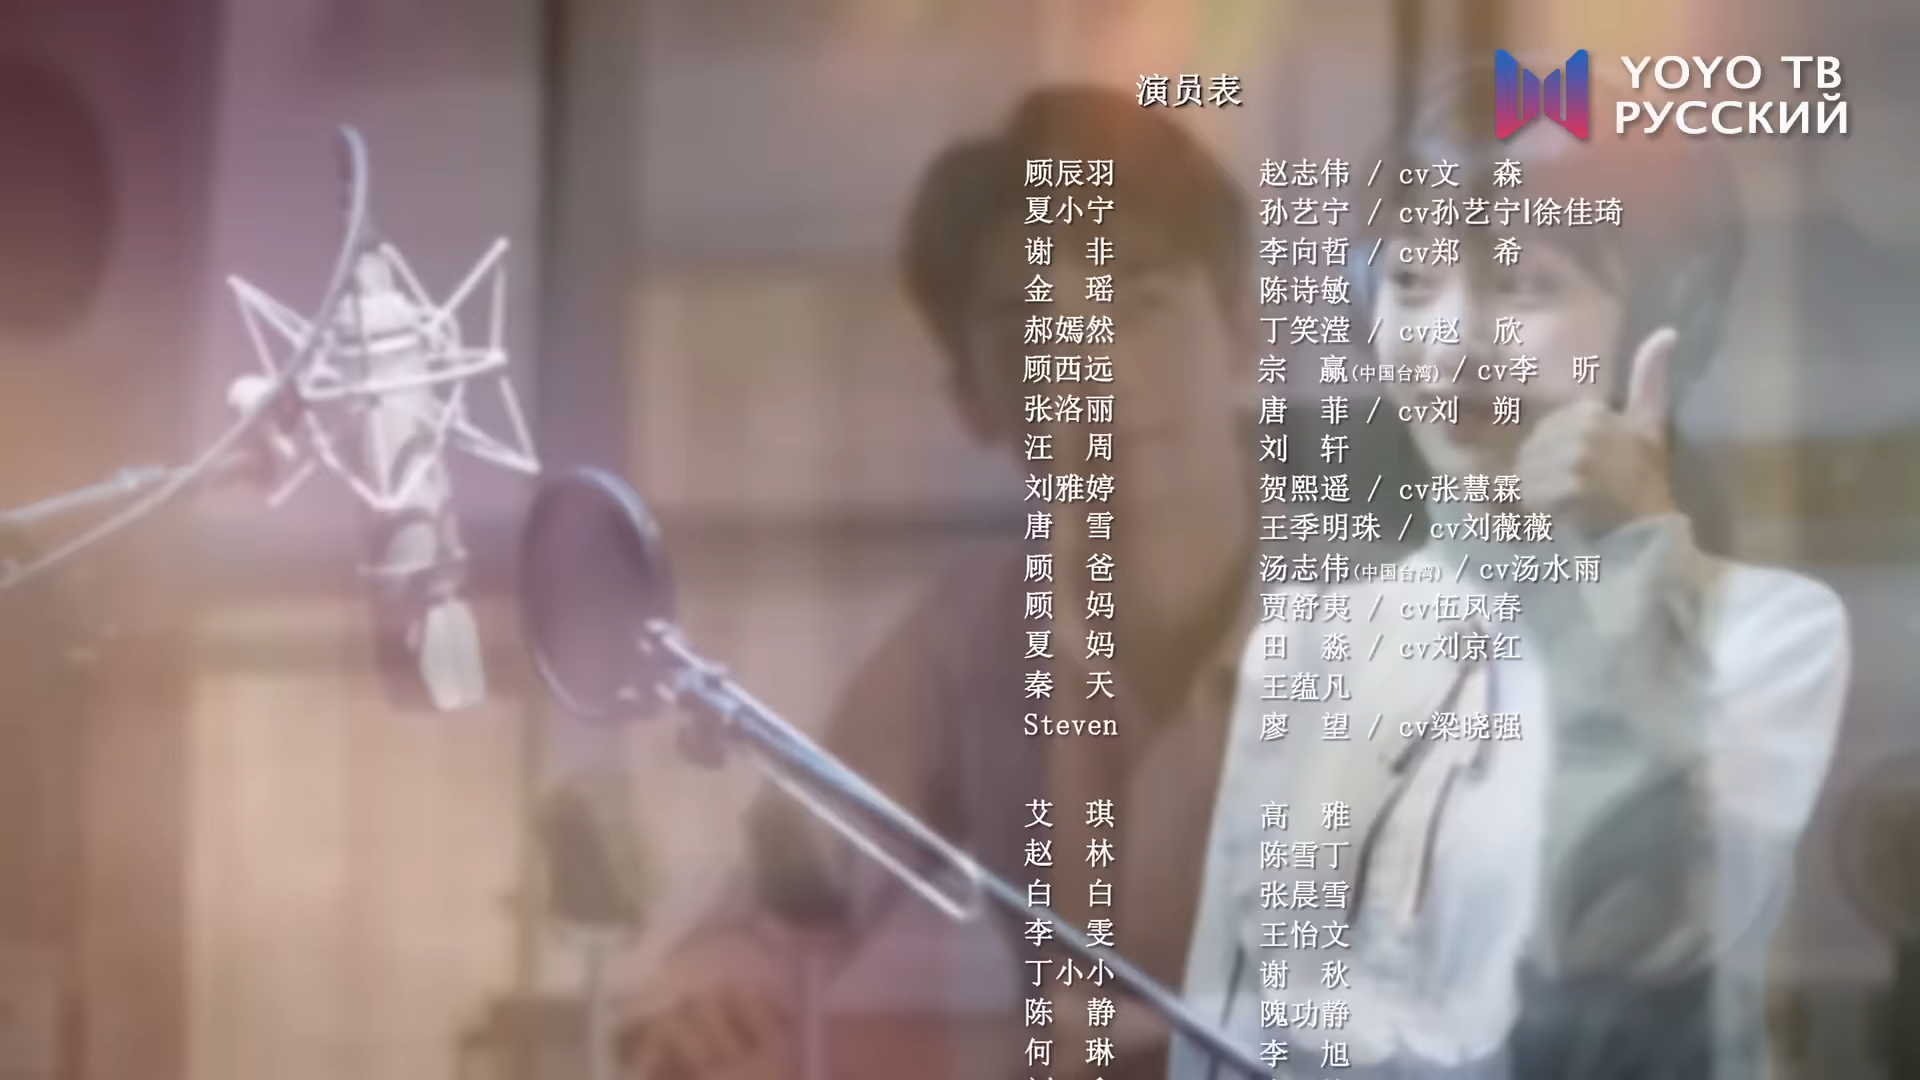 演员表
YOYO ТВ
РУССКИЙ
顾辰羽 赵志伟 / cv文 森
夏小宁 孙艺宁 / cv孙艺宁|徐佳琦
谢 非 李向哲 / cv郑 希
金 瑶 陈诗敏
郝嫣然 丁笑滢 / cv赵 欣
顾西远 宗 赢(中国台湾) / cv李 昕
张洛丽 唐 菲 / cv刘 朔
汪 周 刘 轩
刘雅婷 贺熙遥 / cv张慧霖
唐 雪 王季明珠 / cv刘薇薇
顾 爸 汤志伟(中国台湾) / cv汤水雨
顾 妈 贾舒夷 / cv伍凤春
夏 妈 田 淼 / cv刘京红
秦 天 王蕴凡
Steven 廖 望 / cv梁晓强
艾 琪 高 雅
赵 林 陈雪丁
白 白 张晨雪
李 雯 王怡文
丁小小 谢 秋
陈 静 隗功静
何 琳 李 旭